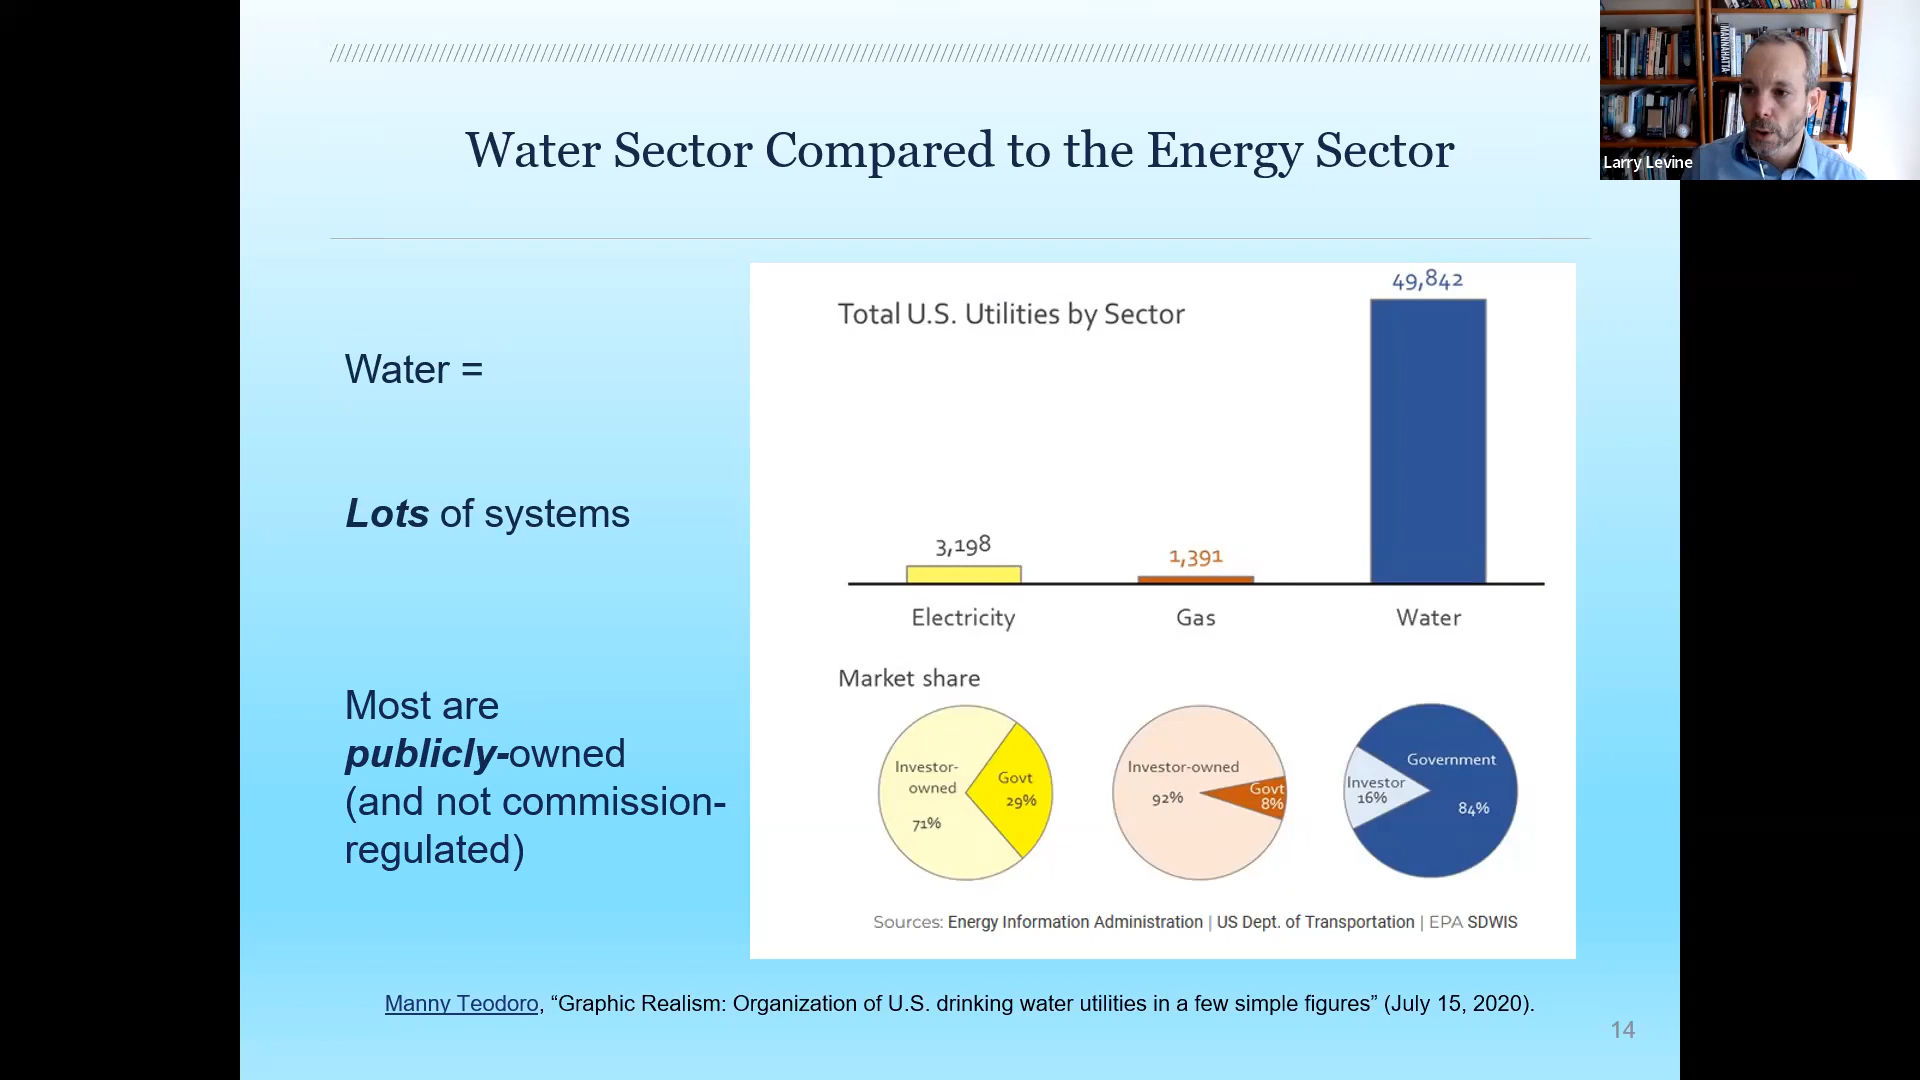 Water Sector Compared to the Energy Sector
Larry Levine
MANNAHATTA
Water =
Lots of systems
Most are
publicly-owned
(and not commission-
regulated)
Total U.S. Utilities by Sector
49,842
3,198
1,391
Electricity
Gas
Water
Market share
Investor-
owned
71%
Govt
29%
Investor-owned
92%
Govt
8%
Investor
16%
Government
84%
Sources: Energy Information Administration | US Dept. of Transportation | EPA SDWIS
Manny Teodoro, “Graphic Realism: Organization of U.S. drinking water utilities in a few simple figures” (July 15, 2020).
14